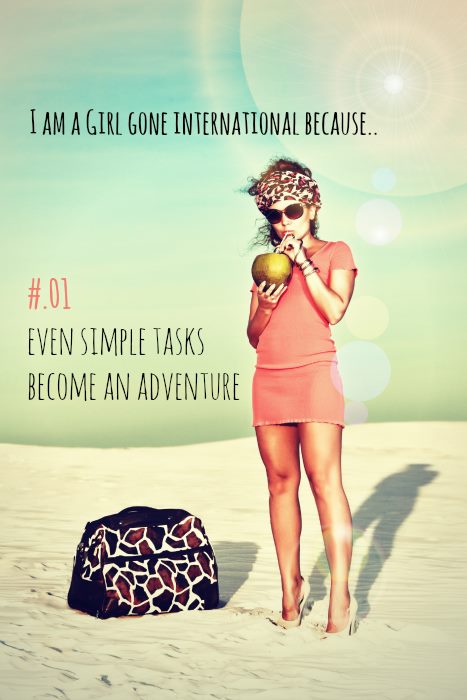 I am a Girl gone international because..
#.01
even simple tasks
become an adventure